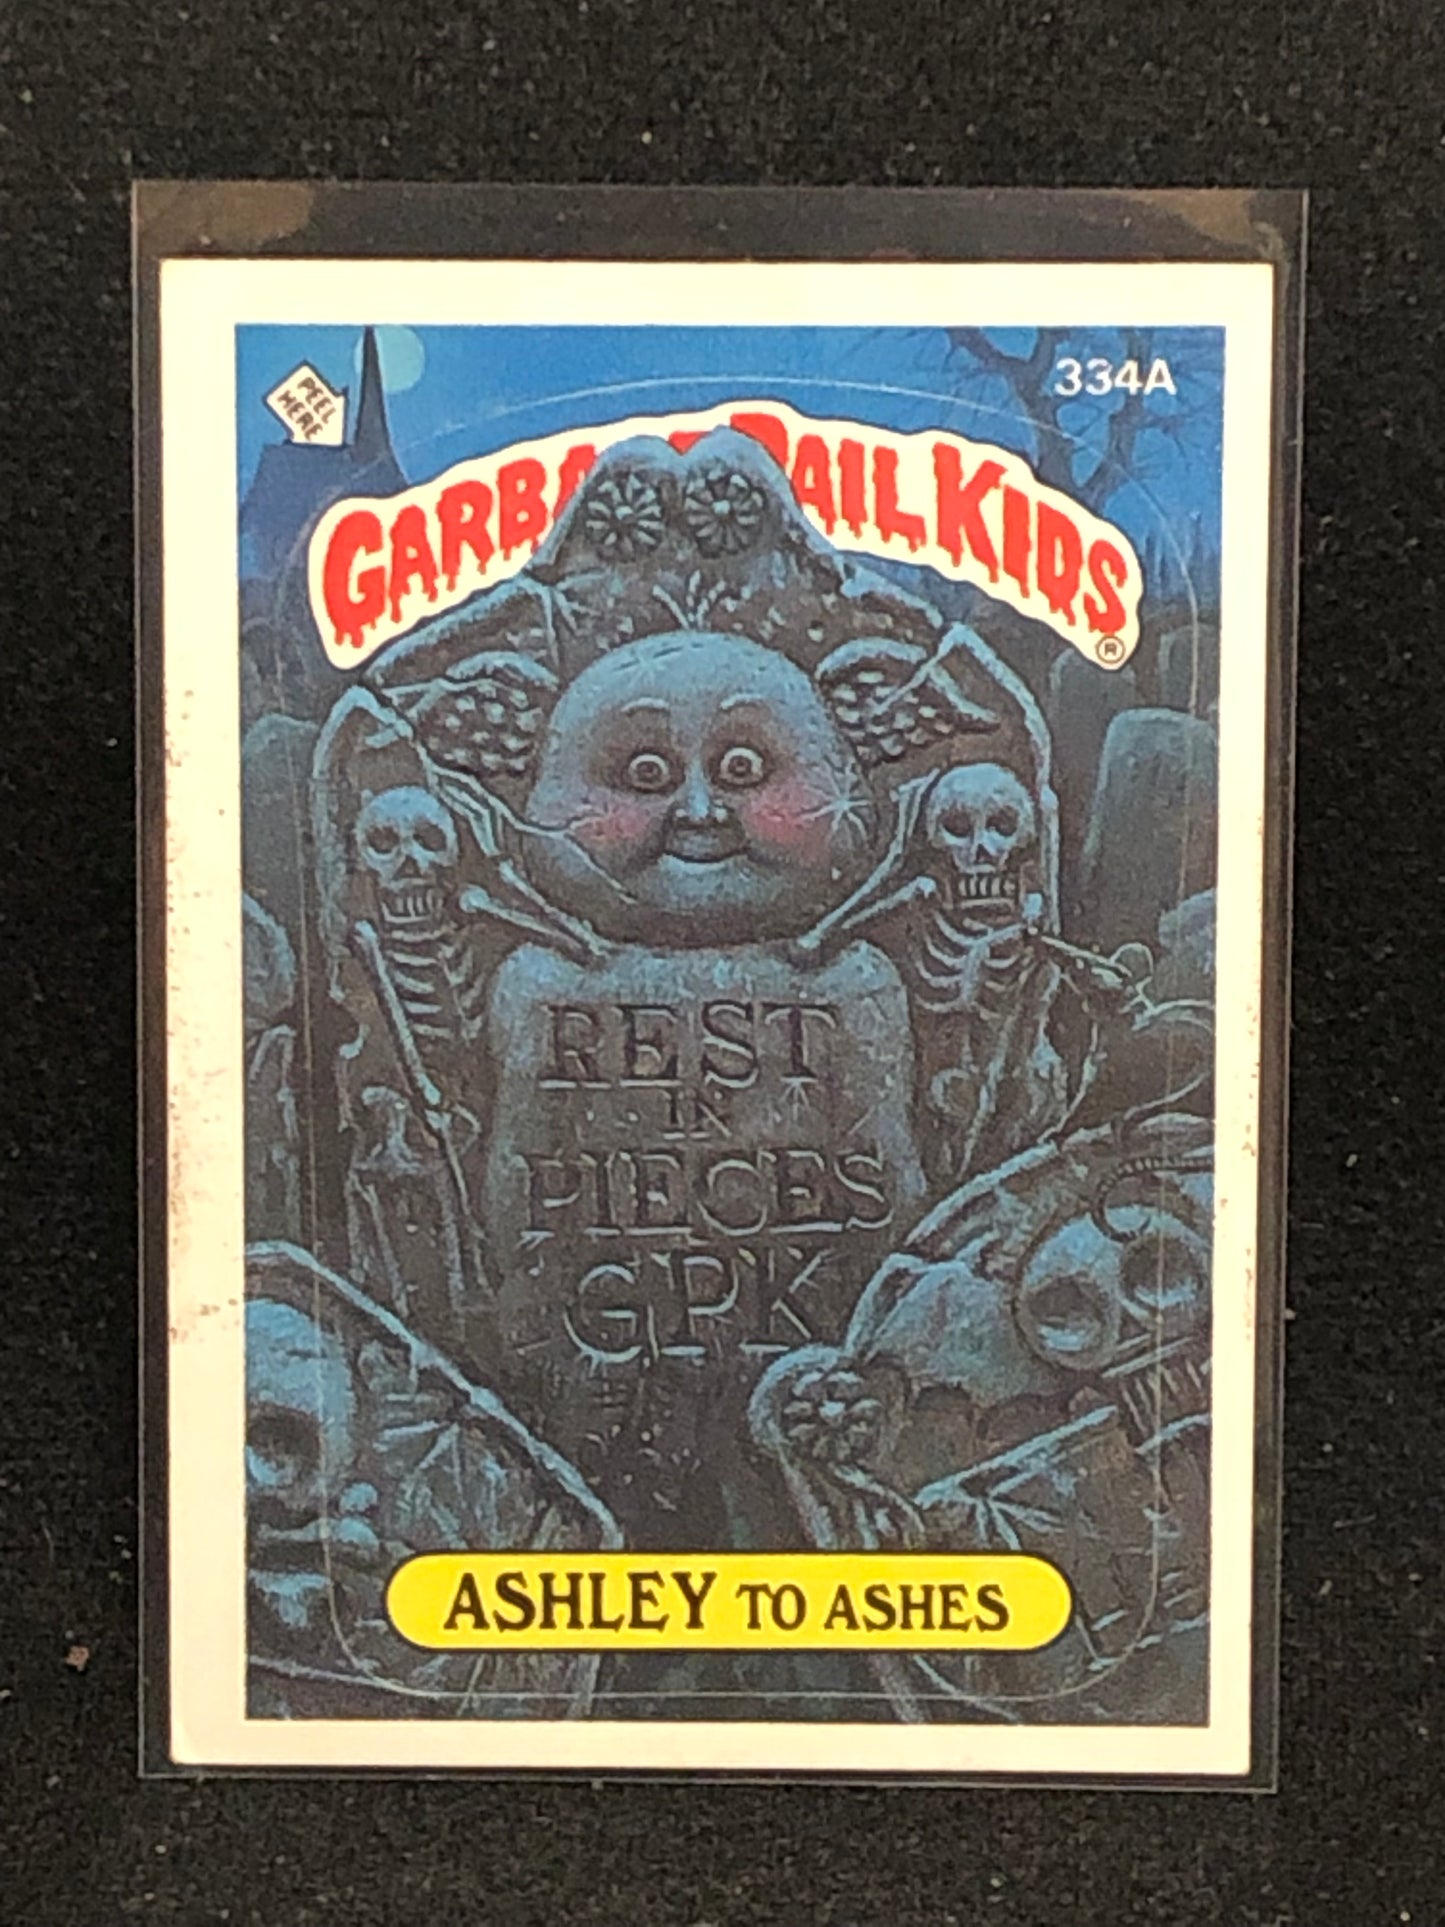 PEEL
HERE
334A
GARBAGE PAIL KIDS
®
REST
IN
PIECES
GPK
ASHLEY TO ASHES